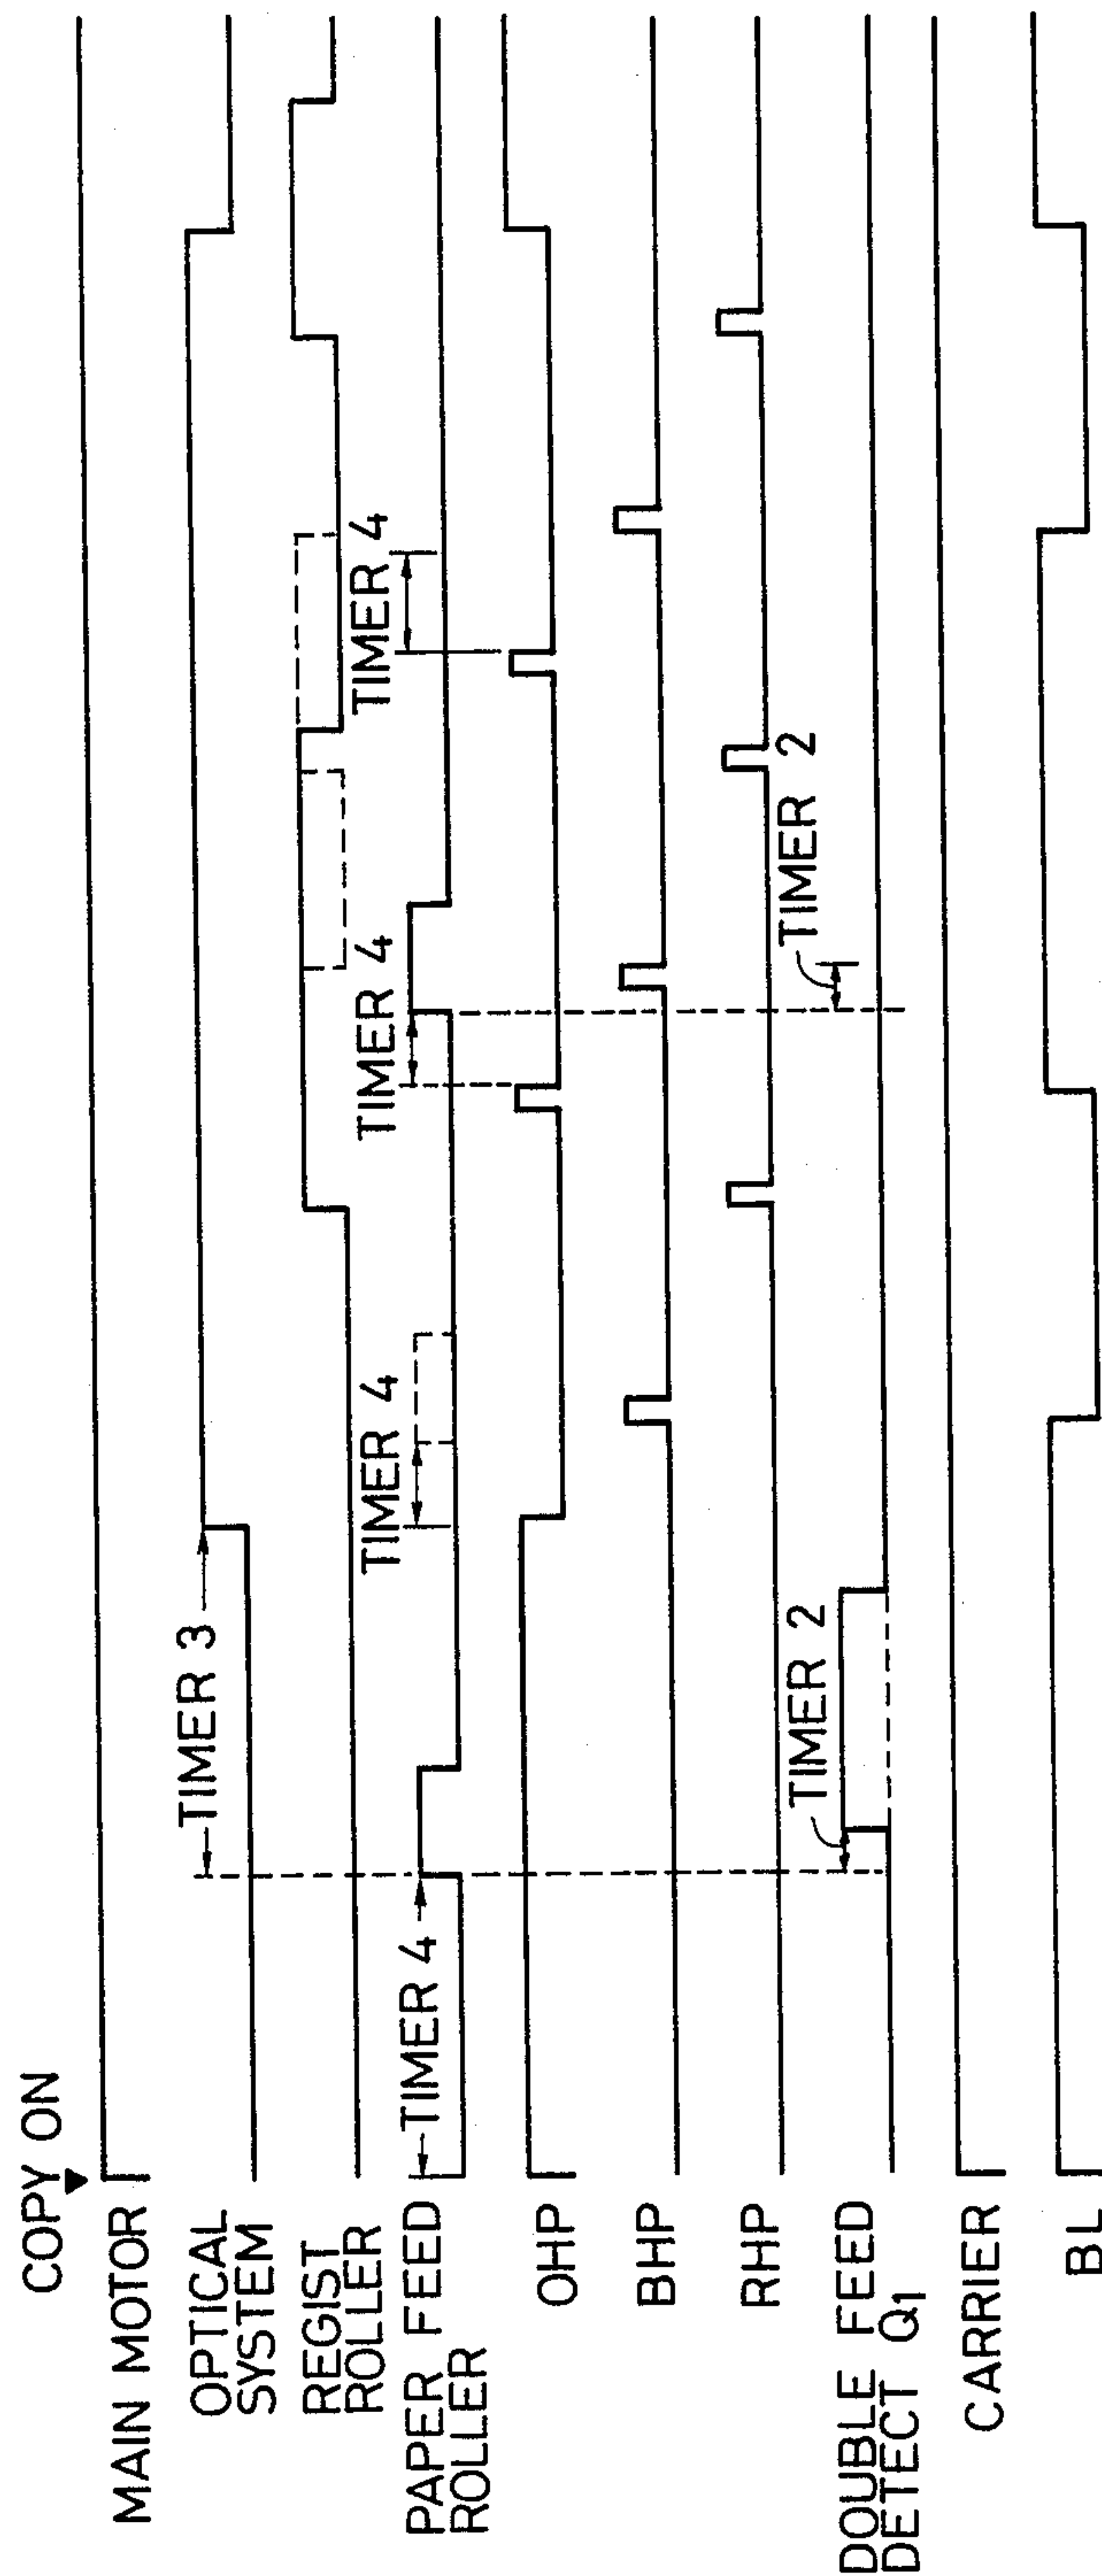 COPY ON
MAIN MOTOR
OPTICAL
SYSTEM
TIMER 3
REGIST
ROLLER
PAPER FEED
ROLLER
TIMER 4
TIMER 4
TIMER 4
TIMER 4
OHP
BHP
RHP
DOUBLE FEED
DETECT Q1
TIMER 2
TIMER 2
CARRIER
BL